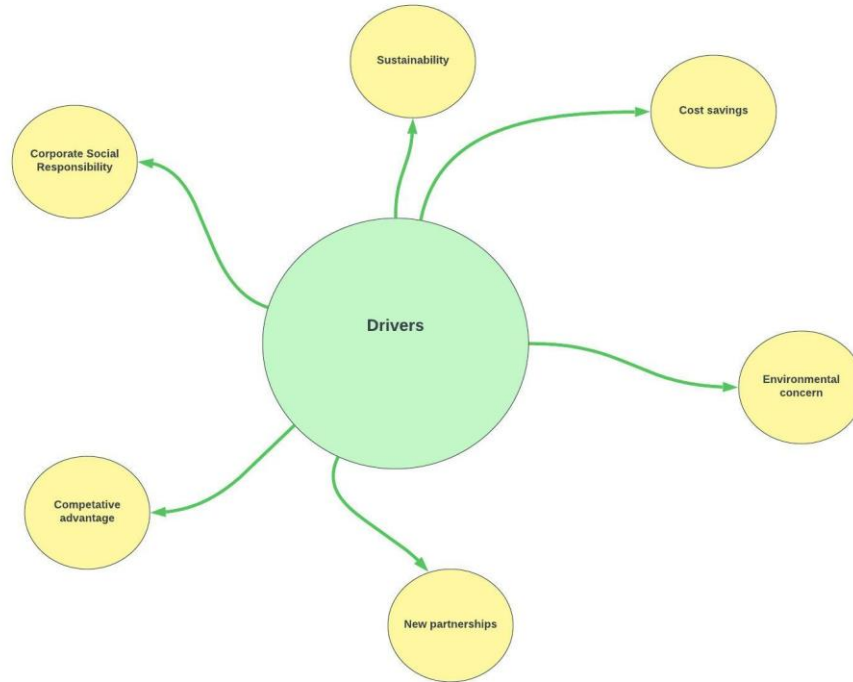 Sustainability
Cost savings
Corporate Social
Responsibility
Drivers
Environmental
concern
Competative
advantage
New partnerships